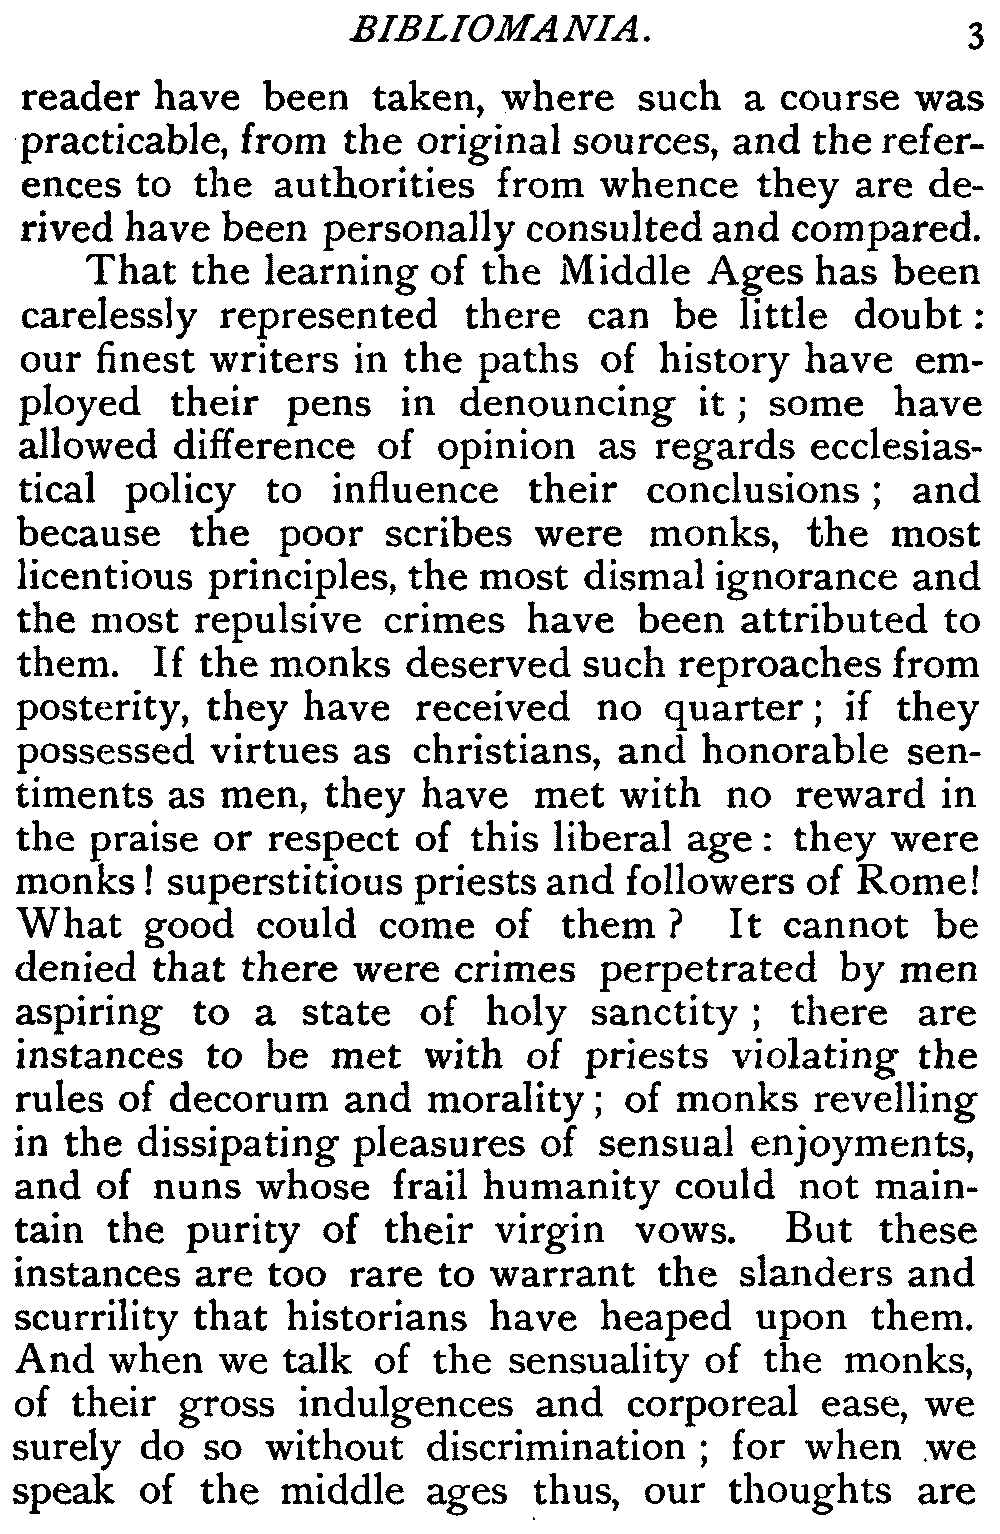 BIBLIOMANIA. 3
reader have been taken, where such a course was
practicable, from the original sources, and the refer-
ences to the authorities from whence they are de-
rived have been personally consulted and compared.
That the learning of the Middle Ages has been
carelessly represented there can be little doubt :
our finest writers in the paths of history have em-
ployed their pens in denouncing it ; some have
allowed difference of opinion as regards ecclesias-
tical policy to influence their conclusions ; and
because the poor scribes were monks, the most
licentious principles, the most dismal ignorance and
the most repulsive crimes have been attributed to
them. If the monks deserved such reproaches from
posterity, they have received no quarter ; if they
possessed virtues as christians, and honorable sen-
timents as men, they have met with no reward in
the praise or respect of this liberal age : they were
monks ! superstitious priests and followers of Rome!
What good could come of them ? It cannot be
denied that there were crimes perpetrated by men
aspiring to a state of holy sanctity ; there are
instances to be met with of priests violating the
rules of decorum and morality ; of monks revelling
in the dissipating pleasures of sensual enjoyments,
and of nuns whose frail humanity could not main-
tain the purity of their virgin vows. But these
instances are too rare to warrant the slanders and
scurrility that historians have heaped upon them.
And when we talk of the sensuality of the monks,
of their gross indulgences and corporeal ease, we
surely do so without discrimination ; for when we
speak of the middle ages thus, our thoughts are